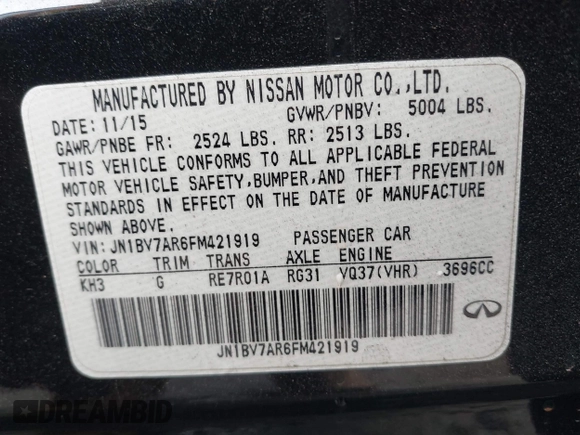 MANUFACTURED BY NISSAN MOTOR CO.,LTD.
DATE: 11/15 GVWR/PNBV: 5004 LBS.
GAWR/PNBE FR: 2524 LBS. RR: 2513 LBS.
THIS VEHICLE CONFORMS TO ALL APPLICABLE FEDERAL
MOTOR VEHICLE SAFETY,BUMPER,AND THEFT PREVENTION
STANDARDS IN EFFECT ON THE DATE OF MANUFACTURE
SHOWN ABOVE.
VIN: JN1BV7AR6FM421919 PASSENGER CAR
COLOR TRIM TRANS AXLE ENGINE
KH3 G RE7R01A RG31 VQ37(VHR) 3696CC
JN1BV7AR6FM421919
DREAMBID